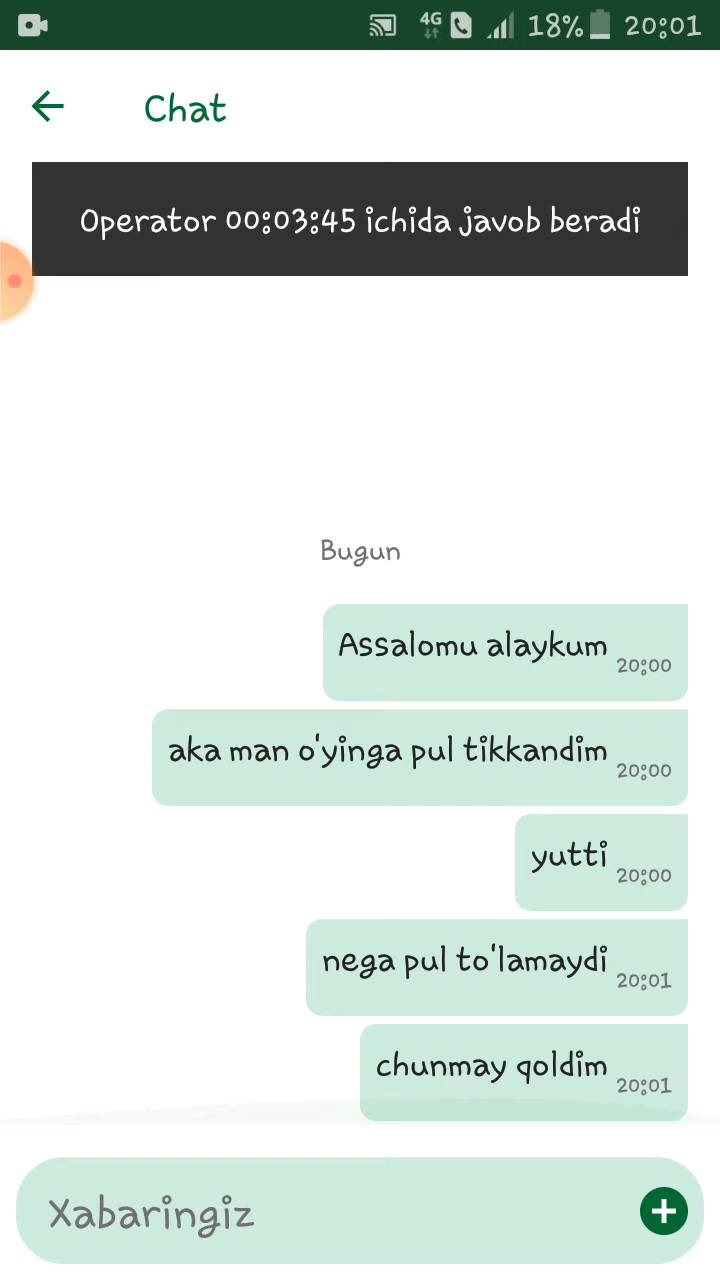 4G 18% 20:01
Chat
Operator 00:03:45 ichida javob beradi
Bugun
Assalomu alaykum 20:00
aka man o'yinga pul tikkandim 20:00
yutti 20:00
nega pul to'lamaydi 20:01
chunmay qoldim 20:01
Xabaringiz